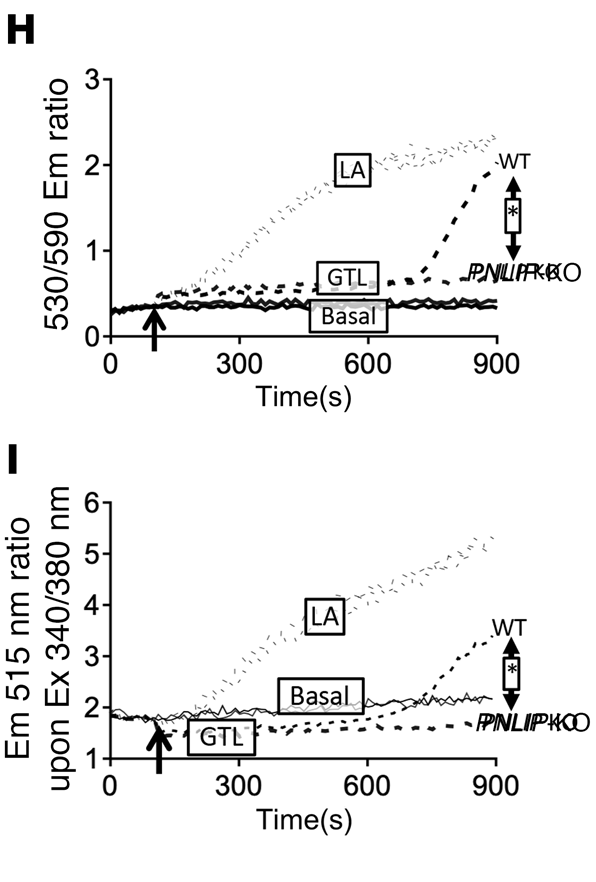 H
530/590 Em ratio
3
2
1
0
LA
WT
*
GTL
PNLIP-KO
Basal
0 300 600 900
Time(s)
I
Em 515 nm ratio
upon Ex 340/380 nm
6
5
4
3
2
1
LA
WT
*
Basal
GTL
PNLIP-KO
0 300 600 900
Time(s)